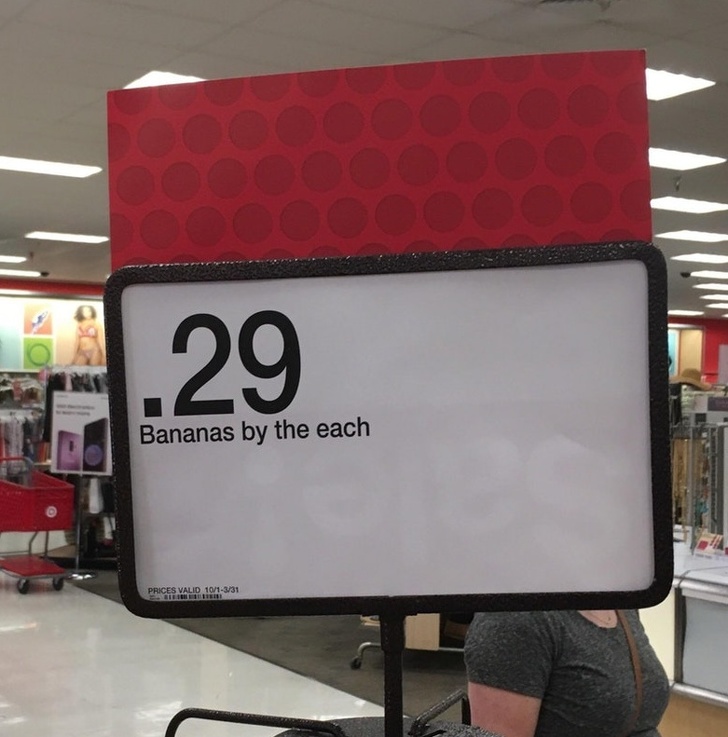 .29
Bananas by the each
PRICES VALID 10/1-3/31